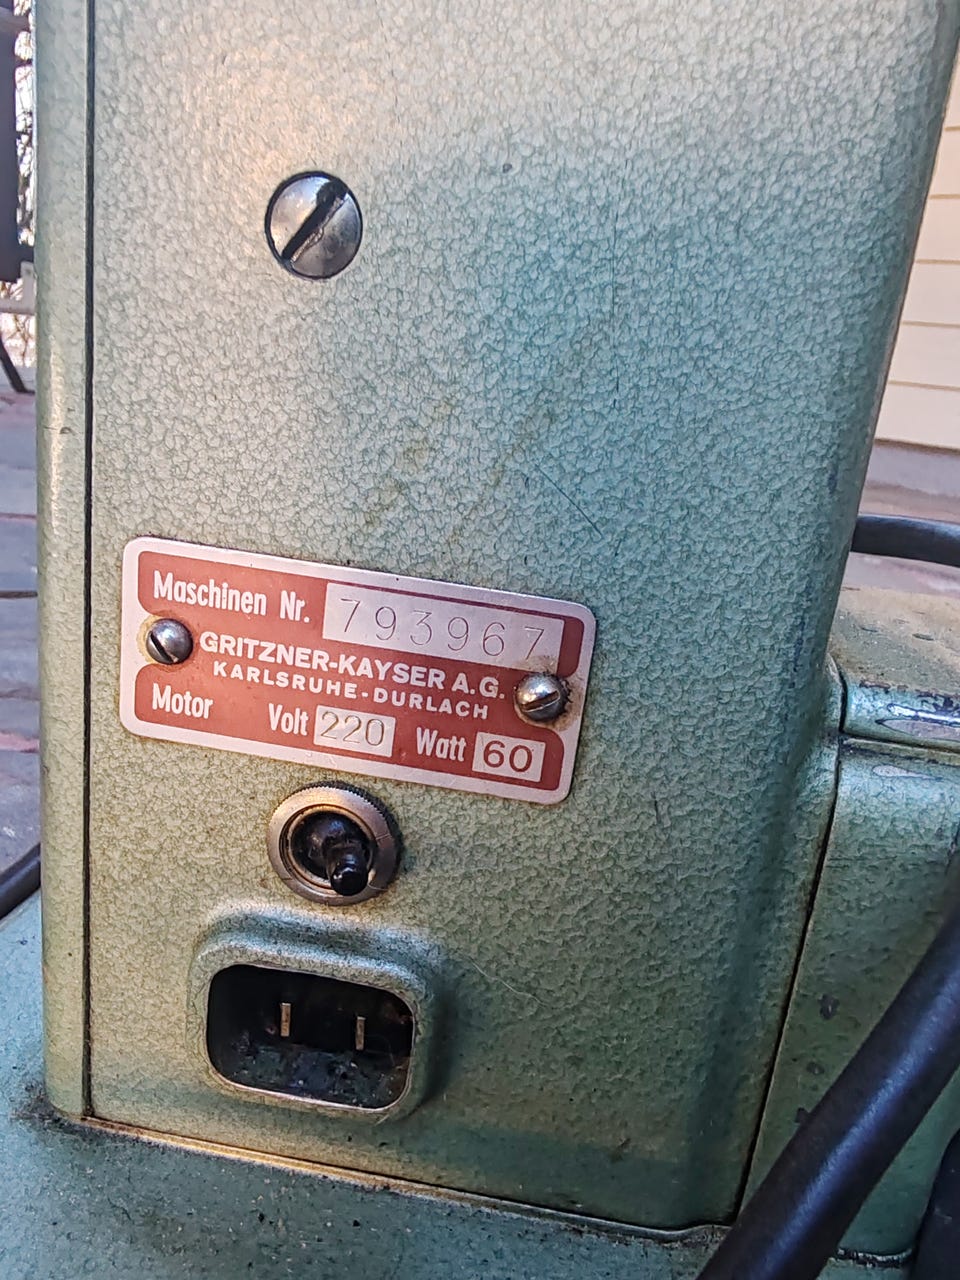 Maschinen Nr. 793967
GRITZNER-KAYSER A.G.
KARLSRUHE-DURLACH
Motor Volt 220 Watt 60